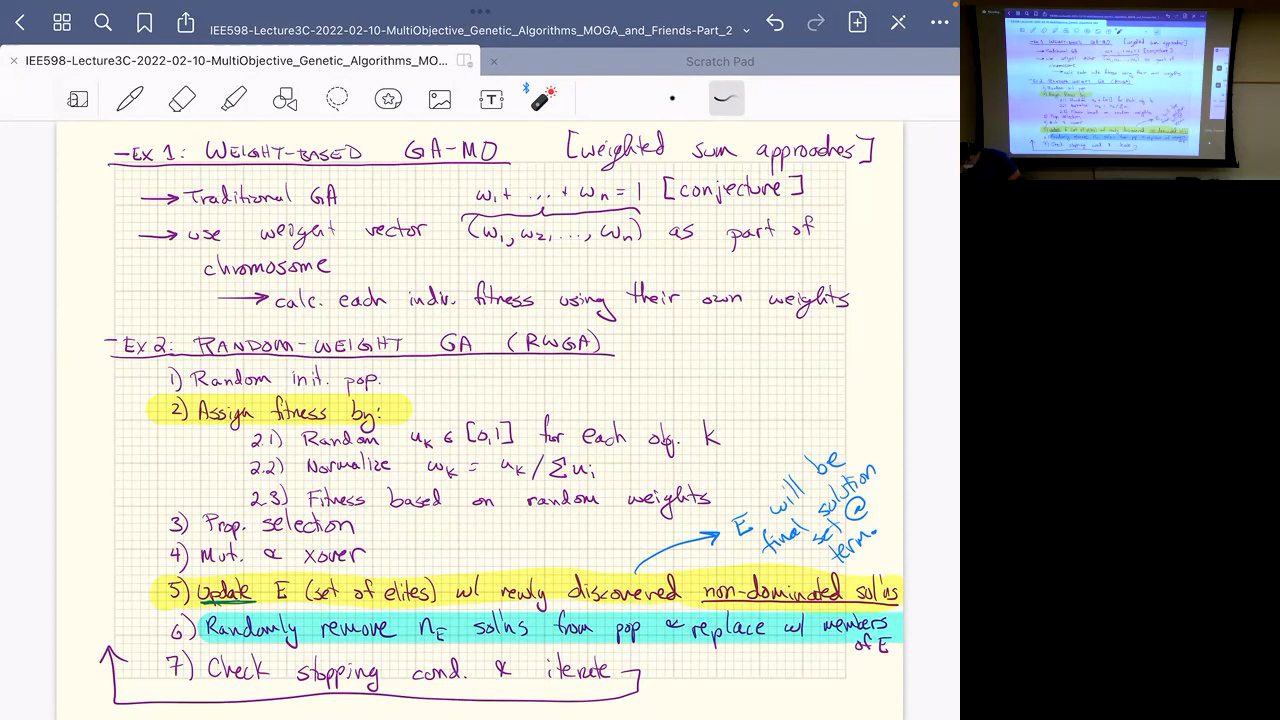 IEE598-Lecture3C-2022-02-10-MultiObjective_Genetic_Algorithms_MOGA_and_Friends-Part_2
IEE598-Lecture3C-2022-02-10-MultiObjective_Genetic_Algorithm
Scratch Pad
- Ex 1: WEIGHT-BASED GA MO [weighted sum approaches]
→ Traditional GA w₁ + ... + wₙ = 1 [conjecture]
→ use weight vector (w₁, w₂, ..., wₙ) as part of
chromosome
→ calc. each indiv. fitness using their own weights
- Ex 2: RANDOM-WEIGHT GA (RWGA)
1) Random init. pop.
2) Assign fitness by:
2.1) Random uₖ ∈ [0,1] for each obj. k
2.2) Normalize wₖ = uₖ / Σuᵢ
2.3) Fitness based on random weights
3) Prop. selection
4) Mut. & xover
E will be
final solution
set @
term.
5) Update E (set of elites) w/ newly discovered non-dominated sol'ns
6) Randomly remove n_E sol'ns from pop & replace w/ members
of E
7) Check stopping cond. & iterate